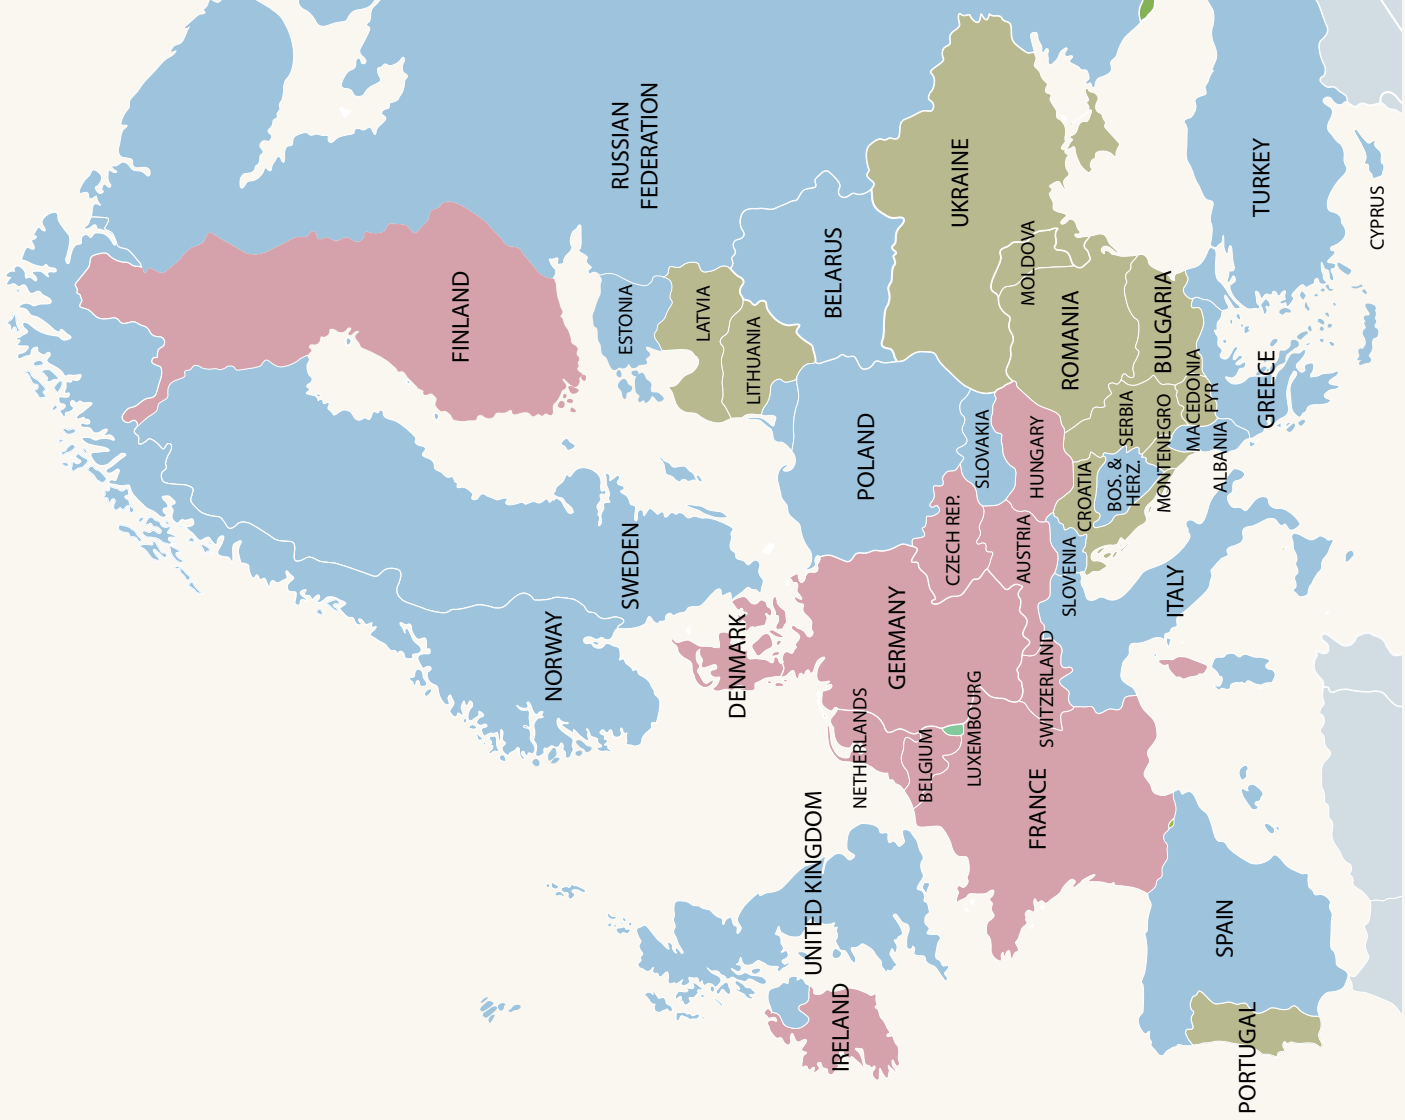 FINLAND
RUSSIAN
FEDERATION
NORWAY
SWEDEN
ESTONIA
LATVIA
LITHUANIA
DENMARK
BELARUS
UNITED KINGDOM
IRELAND
NETHERLANDS
POLAND
GERMANY
BELGIUM
CZECH REP.
UKRAINE
LUXEMBOURG
SLOVAKIA
AUSTRIA
MOLDOVA
FRANCE
HUNGARY
SWITZERLAND
SLOVENIA
ROMANIA
CROATIA
BOS. &
HERZ.
SERBIA
MONTENEGRO
BULGARIA
ITALY
MACEDONIA
FYR
ALBANIA
SPAIN
PORTUGAL
TURKEY
GREECE
CYPRUS